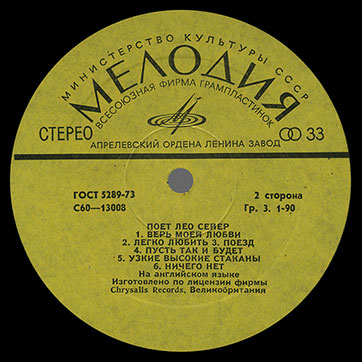 МИНИСТЕРСТВО КУЛЬТУРЫ СССР
МЕЛОДИЯ
ВСЕСОЮЗНАЯ ФИРМА ГРАМПЛАСТИНОК
СТЕРЕО 33
АПРЕЛЕВСКИЙ ОРДЕНА ЛЕНИНА ЗАВОД
ГОСТ 5289-73 2 сторона
С60—13008 Гр. 3. 1-90
ПОЕТ ЛЕО СЕЙЕР
1. ВЕРЬ МОЕЙ ЛЮБВИ
2. ЛЕГКО ЛЮБИТЬ 3. ПОЕЗД
4. ПУСТЬ ТАК И БУДЕТ
5. УЗКИЕ ВЫСОКИЕ СТАКАНЫ
6. НИЧЕГО НЕТ
На английском языке
Изготовлено по лицензии фирмы
Chrysalls Records, Великобритания